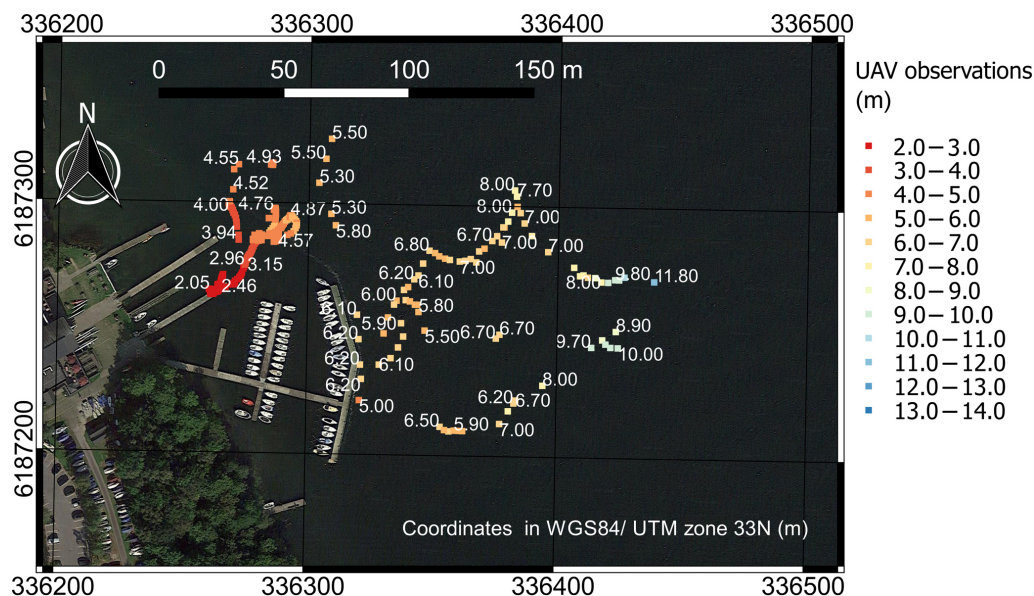 336200 336300 336400 336500
0 50 100 150 m
UAV observations
(m)
N
5.50
5.50
4.55 4.93
5.30
4.52
8.00 7.70
4.00 4.76 4.87 5.30
8.00
7.00
3.94 4.57 5.80
6.70 7.00
6.80 7.00
2.96 3.15
7.00
2.05 2.46
6.20 6.10
8.00 9.80 11.80
6.00 5.80
5.90
6.20
5.50 6.70 6.70
8.90
9.70 10.00
6.20 6.10
6.20
8.00
5.00
6.20 6.70
6.50 5.90 7.00
6187300
6187200
2.0 – 3.0
3.0 – 4.0
4.0 – 5.0
5.0 – 6.0
6.0 – 7.0
7.0 – 8.0
8.0 – 9.0
9.0 – 10.0
10.0 – 11.0
11.0 – 12.0
12.0 – 13.0
13.0 – 14.0
Coordinates in WGS84/ UTM zone 33N (m)
336200 336300 336400 336500